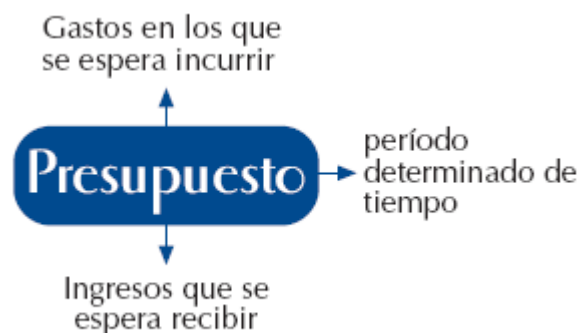 Gastos en los que
se espera incurrir
Presupuesto
período
determinado de
tiempo
Ingresos que se
espera recibir